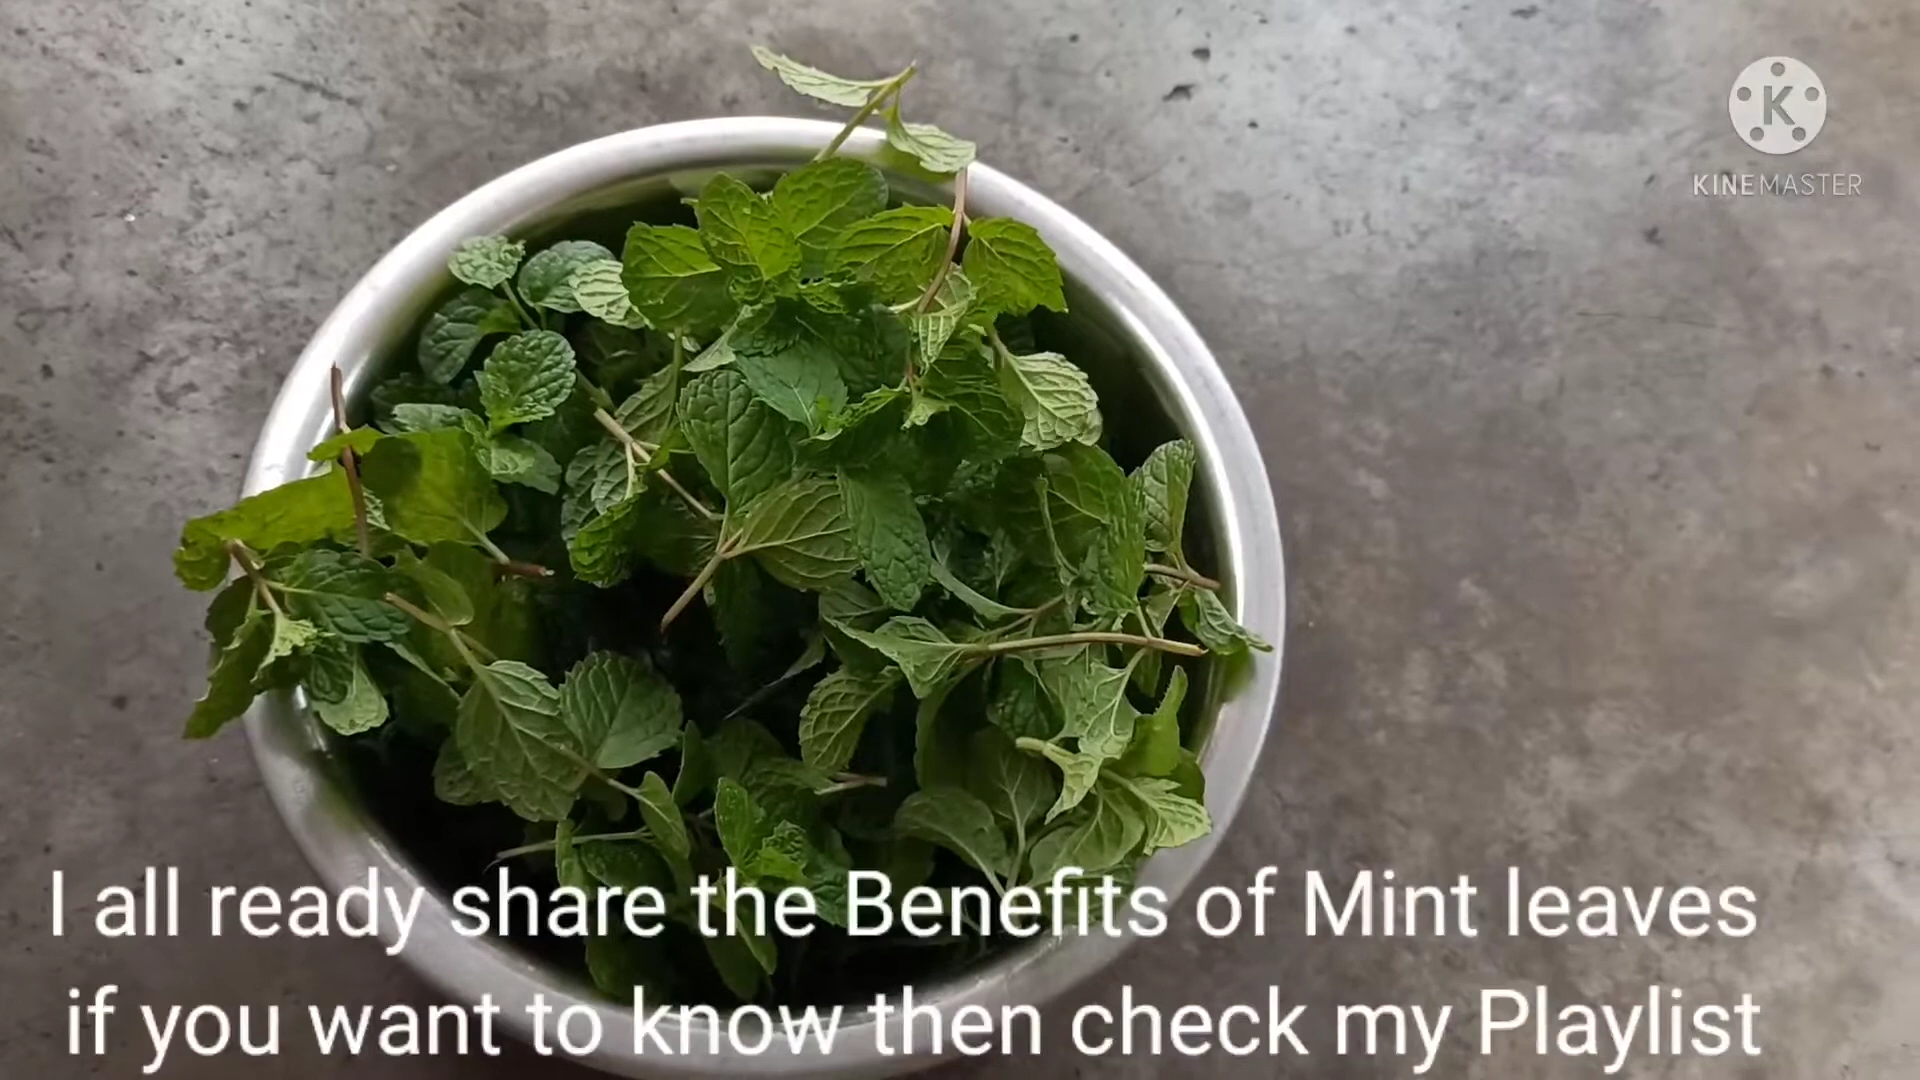 K
KINEMASTER
I all ready share the Benefits of Mint leaves
if you want to know then check my Playlist